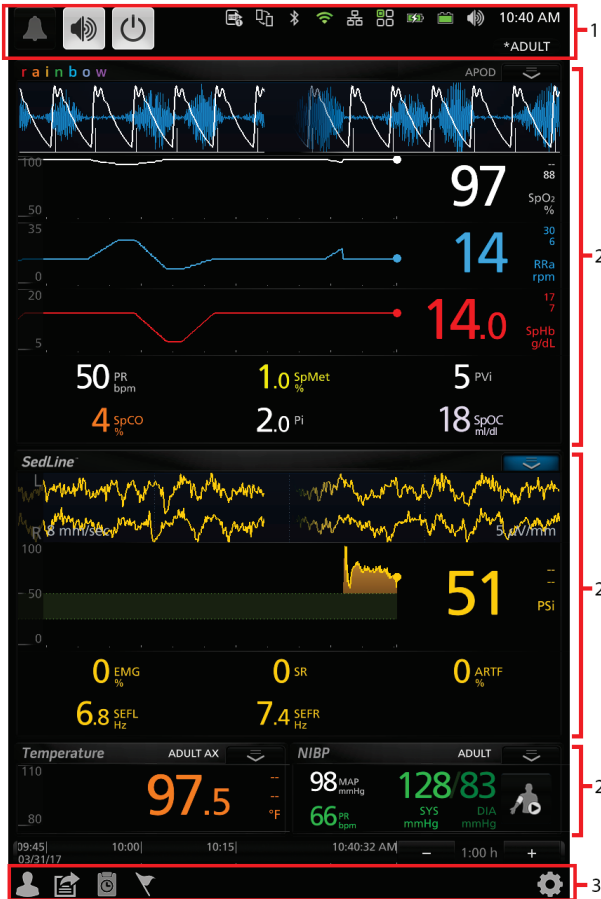 10:40 AM
1
*ADULT
rainbow
APOD
100
50
97
--
88
SpO₂
%
2
35
0
14
30
6
RRa
rpm
20
5
14.0
17
7
SpHb
g/dL
50 PR bpm
1.0 SpMet %
5 PVi
4 SpCO %
2.0 Pi
18 SpOC ml/dl
SedLine
L
R 8 mm/sec
5 uV/mm
100
50
0
51
--
--
PSi
2
0 EMG %
0 SR
0 ARTF %
6.8 SEFL Hz
7.4 SEFR Hz
Temperature
ADULT AX
110
80
97.5
--
--
°F
NIBP
ADULT
98 MAP mmHg
128/83
66 PR bpm
SYS mmHg
DIA mmHg
2
09:45
03/31/17
10:00
10:15
10:40:32 AM
– 1:00 h +
3